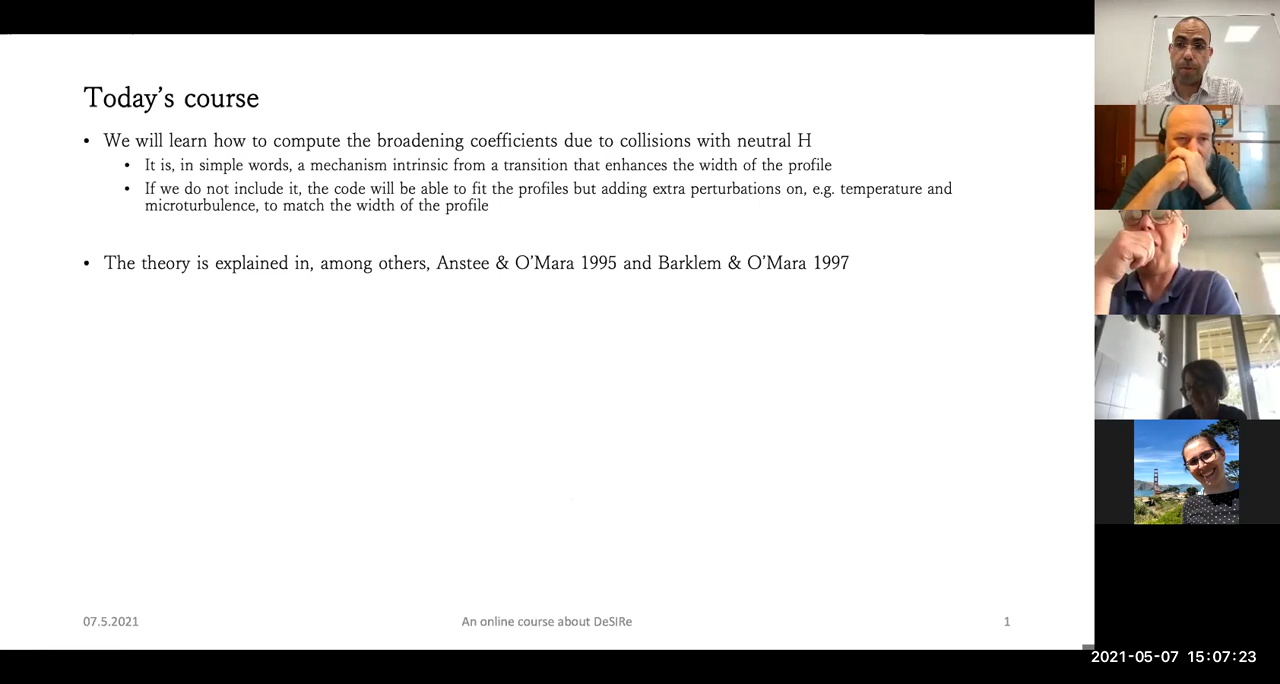 Today's course
• We will learn how to compute the broadening coefficients due to collisions with neutral H
• It is, in simple words, a mechanism intrinsic from a transition that enhances the width of the profile
• If we do not include it, the code will be able to fit the profiles but adding extra perturbations on, e.g. temperature and
microturbulence, to match the width of the profile
• The theory is explained in, among others, Anstee & O'Mara 1995 and Barklem & O'Mara 1997
07.5.2021
An online course about DeSIRe
1
2021-05-07 15:07:23